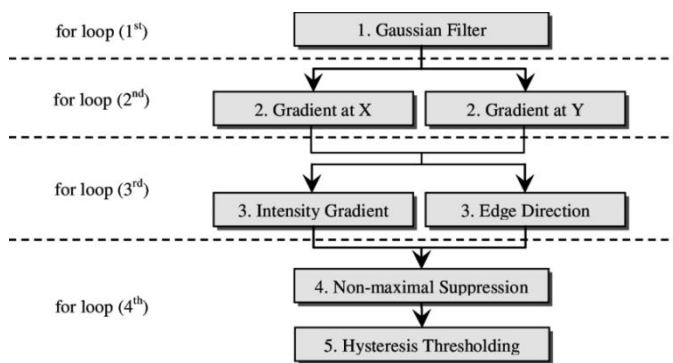 for loop (1st)
1. Gaussian Filter
for loop (2nd)
2. Gradient at X
2. Gradient at Y
for loop (3rd)
3. Intensity Gradient
3. Edge Direction
for loop (4th)
4. Non-maximal Suppression
5. Hysteresis Thresholding